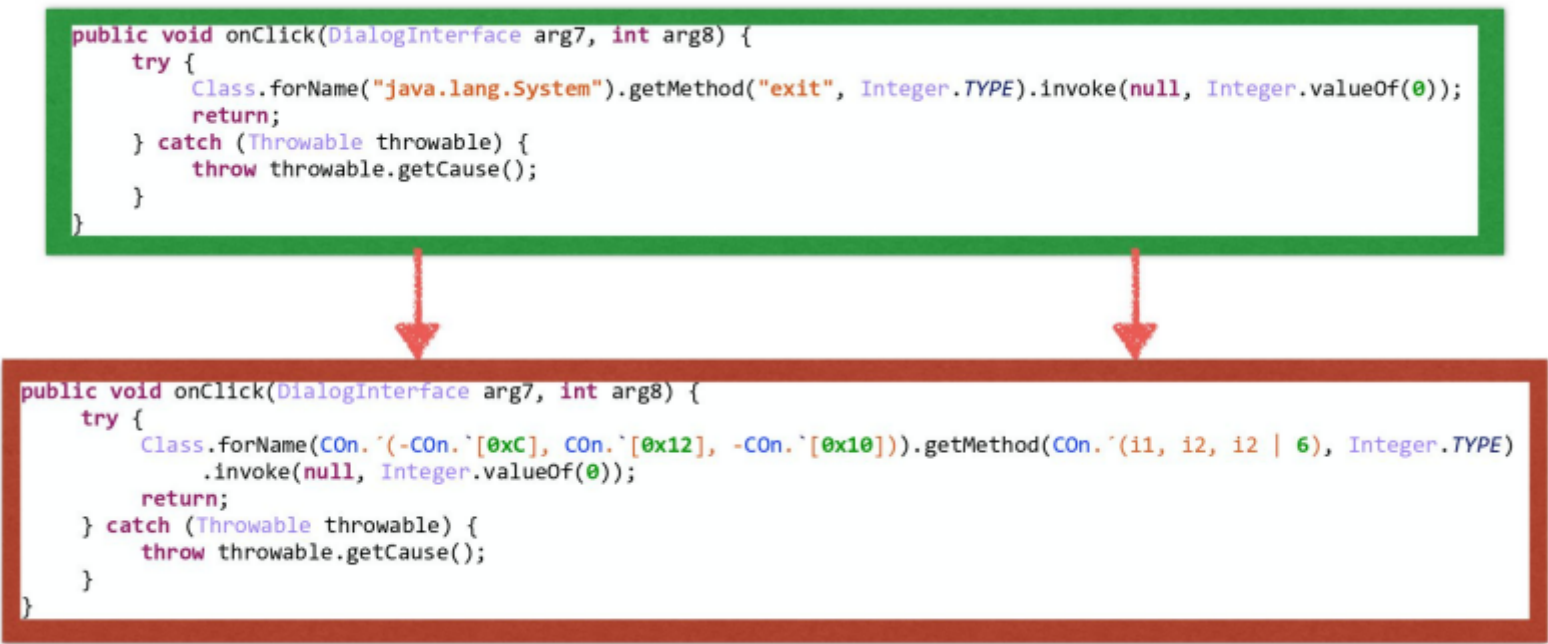 public void onClick(DialogInterface arg7, int arg8) {
try {
Class.forName("java.lang.System").getMethod("exit", Integer.TYPE).invoke(null, Integer.valueOf(0));
return;
} catch (Throwable throwable) {
throw throwable.getCause();
}
}
public void onClick(DialogInterface arg7, int arg8) {
try {
Class.forName(COn.´(-COn.`[0xC], COn.`[0x12], -COn.`[0x10])).getMethod(COn.´(i1, i2, i2 | 6), Integer.TYPE)
.invoke(null, Integer.valueOf(0));
return;
} catch (Throwable throwable) {
throw throwable.getCause();
}
}